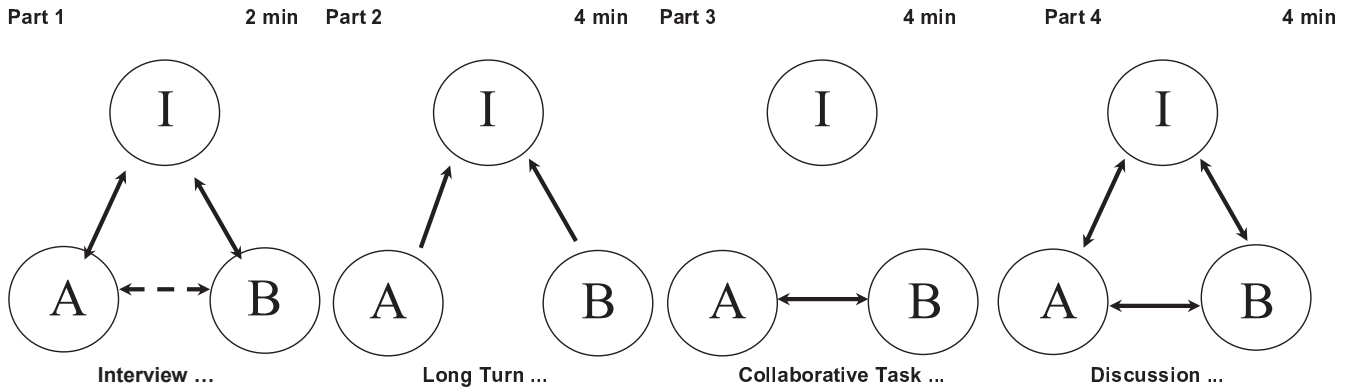 Part 1 2 min Part 2 4 min Part 3 4 min Part 4 4 min
I I I I
A B A B A B A B
Interview … Long Turn ... Collaborative Task ... Discussion ...